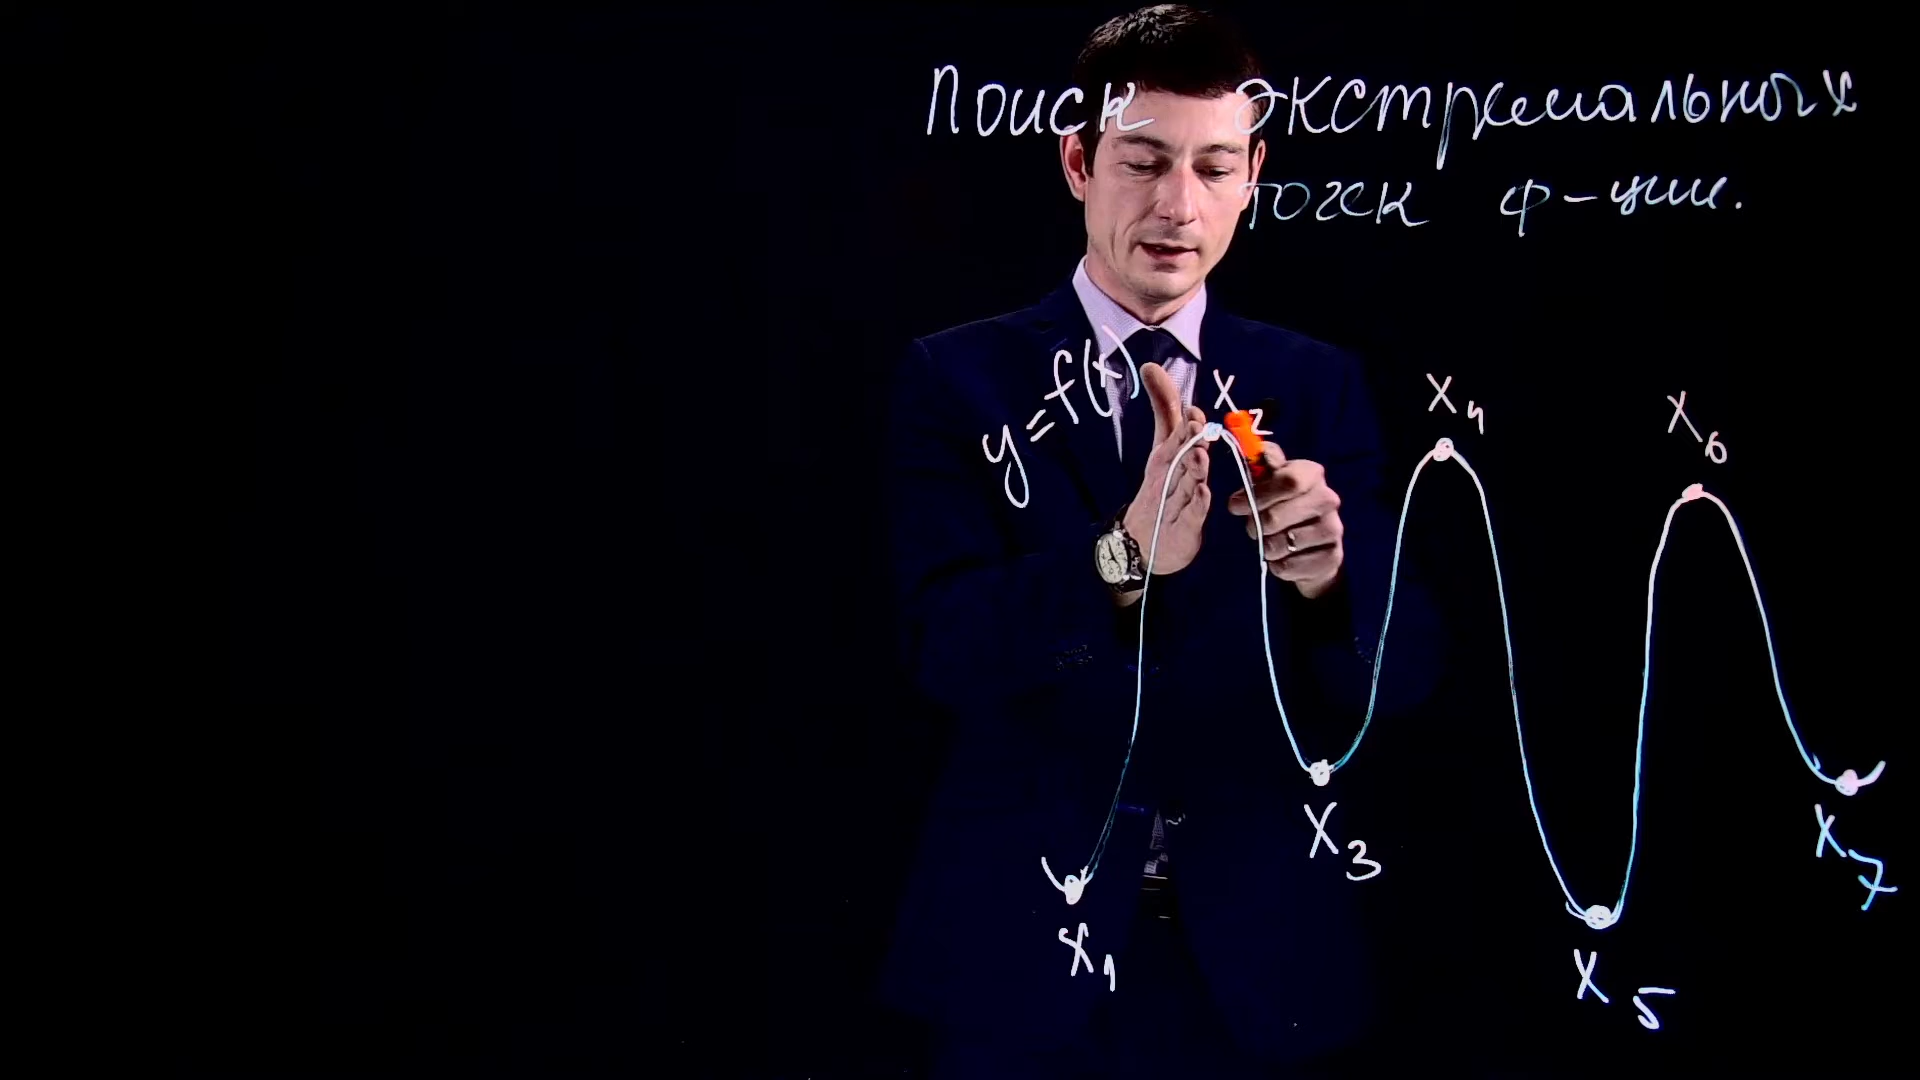 Поиск экстремальных
точек ф-ции.
y=f(x)
x2
x4
x6
x3
x7
x1
x5